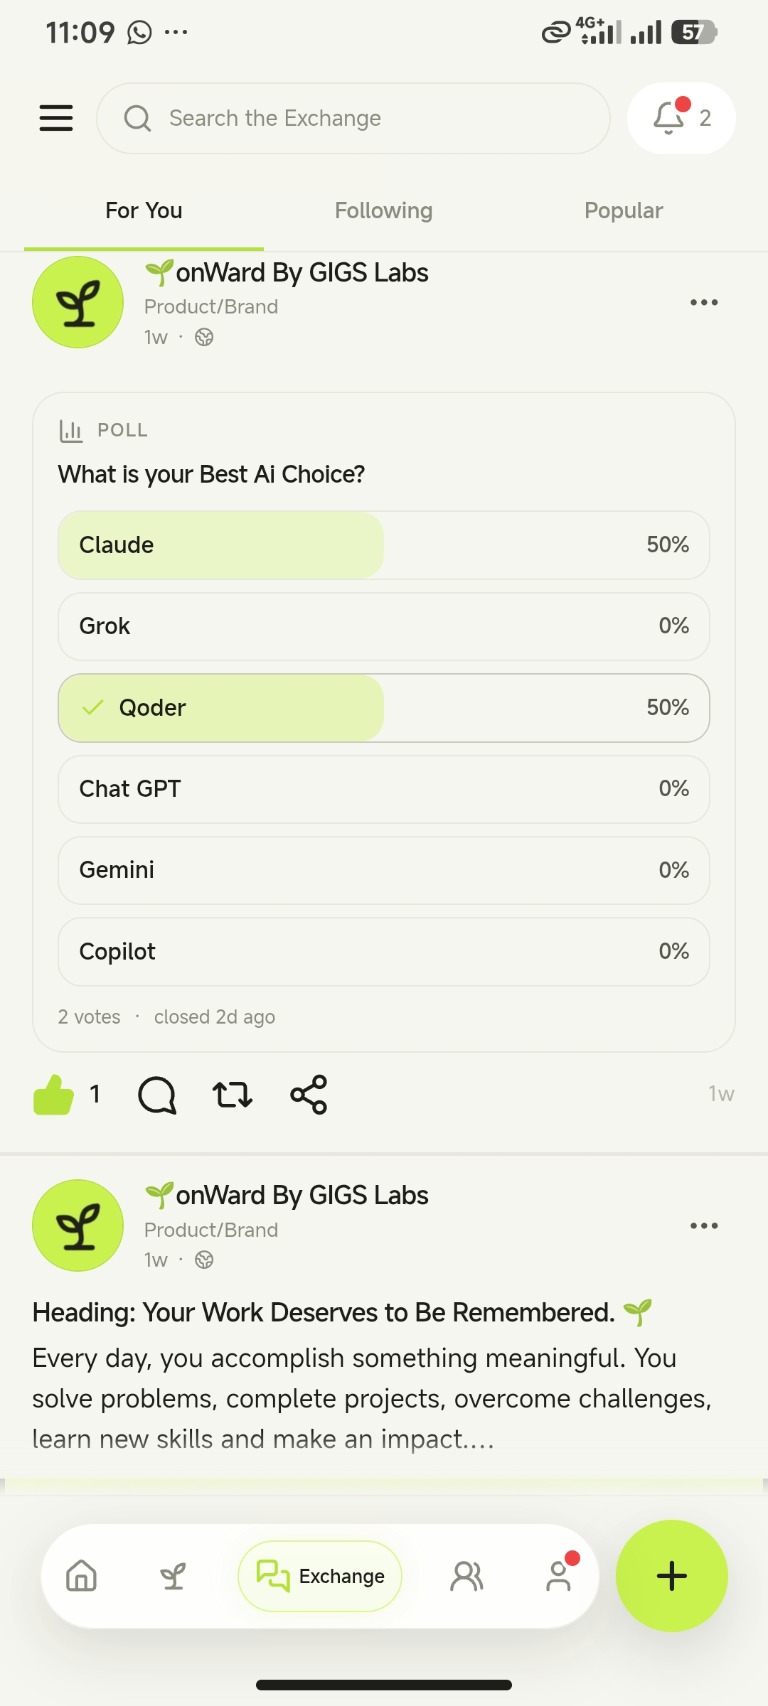 11:09 ...
4G+ 57
Search the Exchange
2
For You Following Popular
🌱onWard By GIGS Labs
Product/Brand
1w ·
POLL
What is your Best Ai Choice?
Claude 50%
Grok 0%
Qoder 50%
Chat GPT 0%
Gemini 0%
Copilot 0%
2 votes · closed 2d ago
1 1w
🌱onWard By GIGS Labs
Product/Brand
1w ·
Heading: Your Work Deserves to Be Remembered. 🌱
Every day, you accomplish something meaningful. You
solve problems, complete projects, overcome challenges,
learn new skills and make an impact....
Exchange